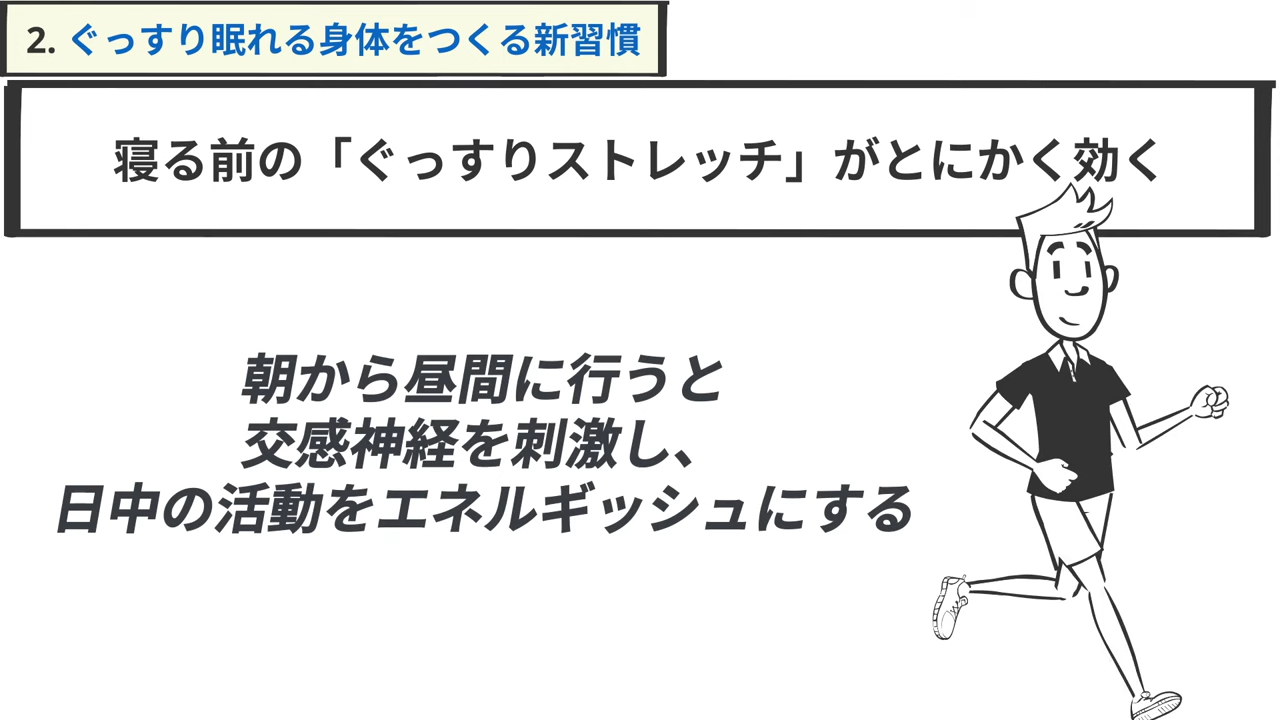 2. ぐっすり眠れる身体をつくる新習慣
寝る前の「ぐっすりストレッチ」がとにかく効く
朝から昼間に行うと
交感神経を刺激し、
日中の活動をエネルギッシュにする